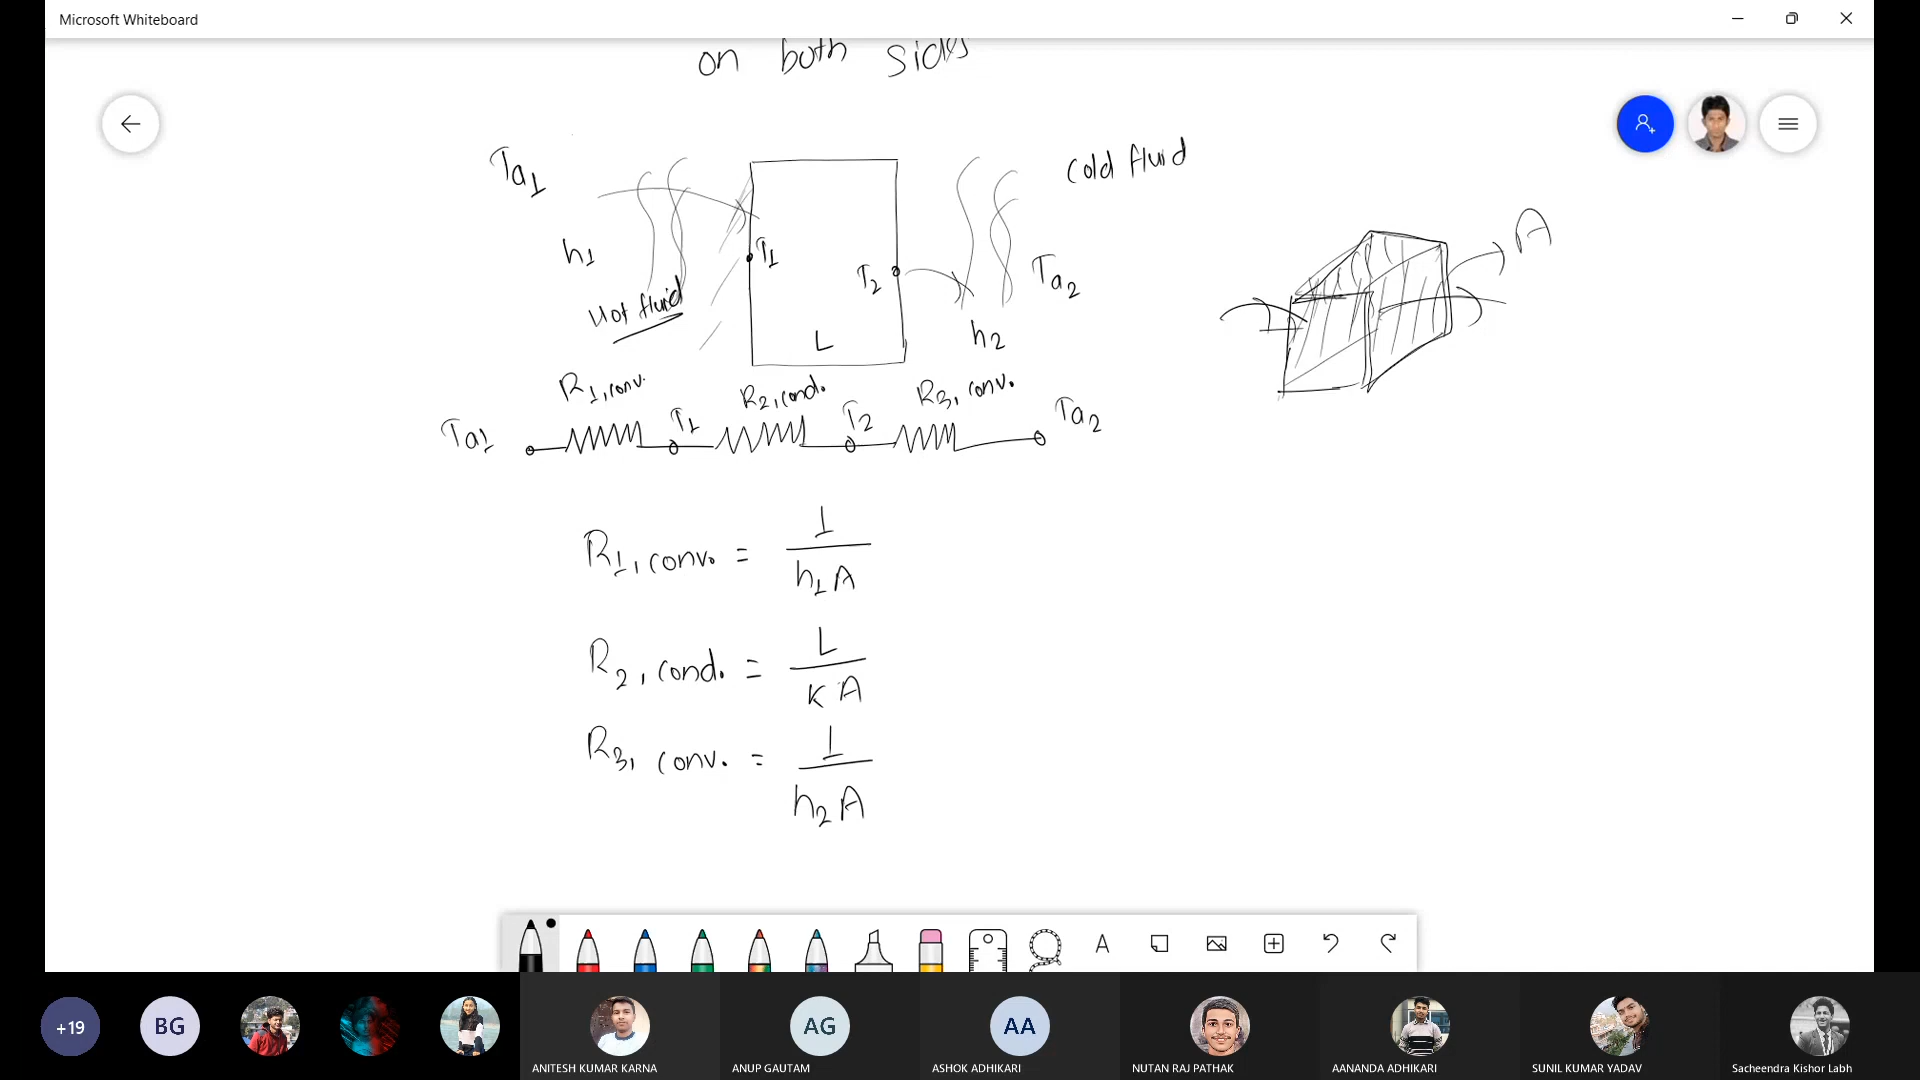 Microsoft Whiteboard
on both sides
Ta1
Cold fluid
A
h1
T1
T2
Ta2
Hot fluid
L
h2
R1, conv.
R2, cond.
R3, conv.
Ta1
T1
T2
Ta2
R1, conv. = 1 / h1A
R2, cond. = L / KA
R3, conv. = 1 / h2A
A
+19
BG
AG
AA
ANITESH KUMAR KARNA
ANUP GAUTAM
ASHOK ADHIKARI
NUTAN RAJ PATHAK
AANANDA ADHIKARI
SUNIL KUMAR YADAV
Sacheendra Kishor Labh